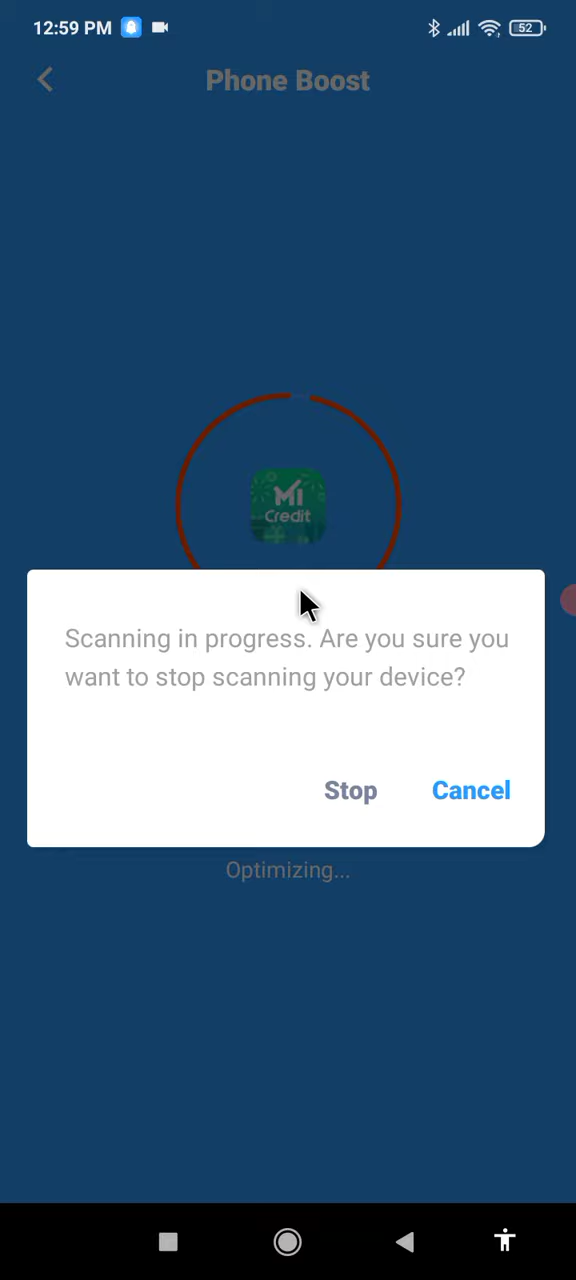 12:59 PM
52
Phone Boost
Mi
Credit
Scanning in progress. Are you sure you
want to stop scanning your device?
Stop
Cancel
Optimizing...